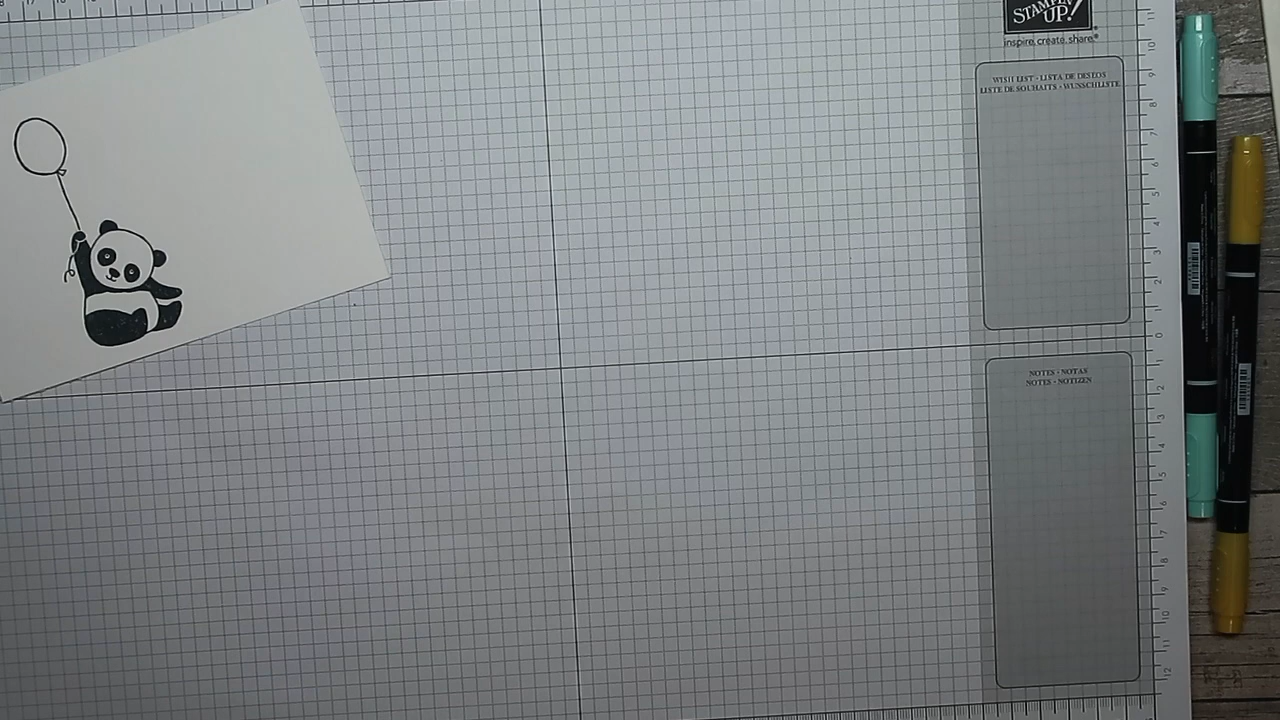 STAMPIN' UP!®
inspire. create. share.®
WISH LIST • LISTA DE DESEOS
LISTE DE SOUHAITS • WUNSCHLISTE
NOTES • NOTAS
NOTES • NOTIZEN